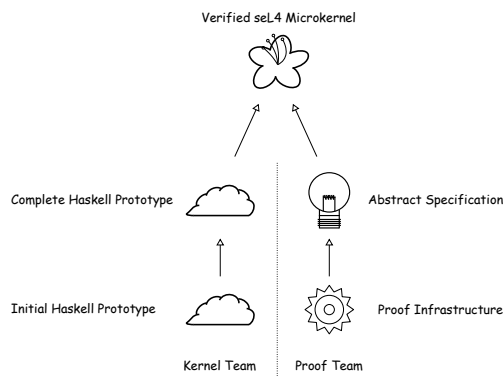 Verified seL4 Microkernel
Complete Haskell Prototype
Abstract Specification
Initial Haskell Prototype
Proof Infrastructure
Kernel Team
Proof Team